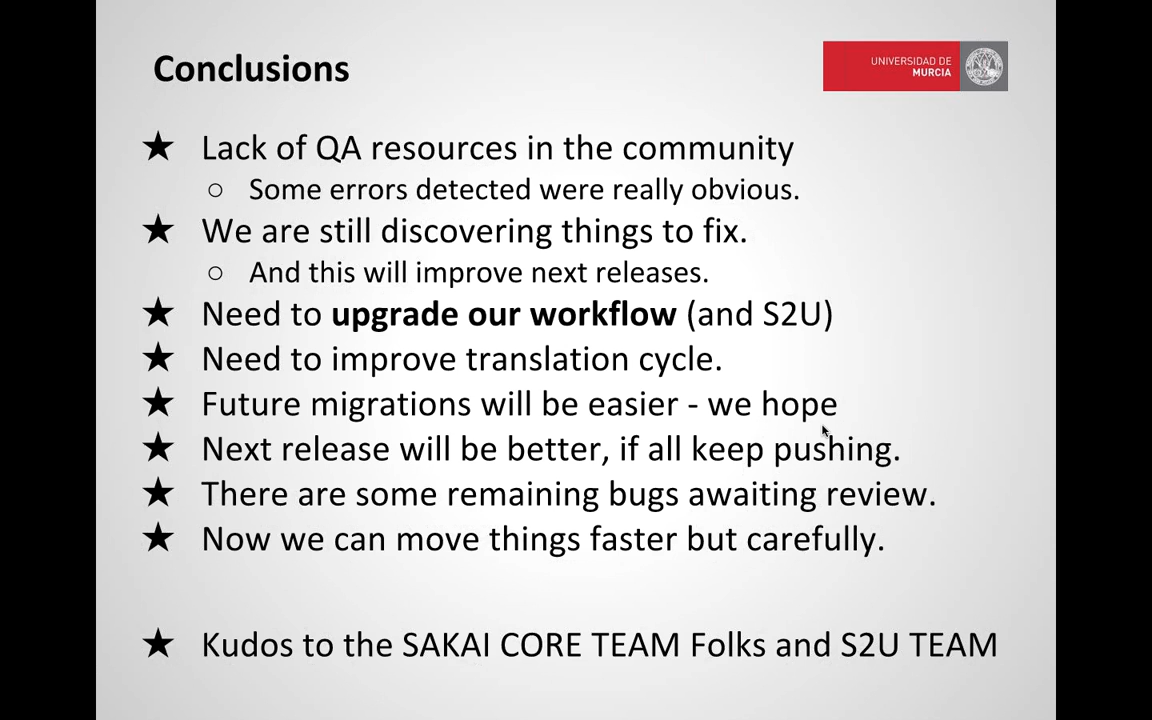 Conclusions
UNIVERSIDAD DE
MURCIA
★ Lack of QA resources in the community
○ Some errors detected were really obvious.
★ We are still discovering things to fix.
○ And this will improve next releases.
★ Need to upgrade our workflow (and S2U)
★ Need to improve translation cycle.
★ Future migrations will be easier - we hope
★ Next release will be better, if all keep pushing.
★ There are some remaining bugs awaiting review.
★ Now we can move things faster but carefully.
★ Kudos to the SAKAI CORE TEAM Folks and S2U TEAM